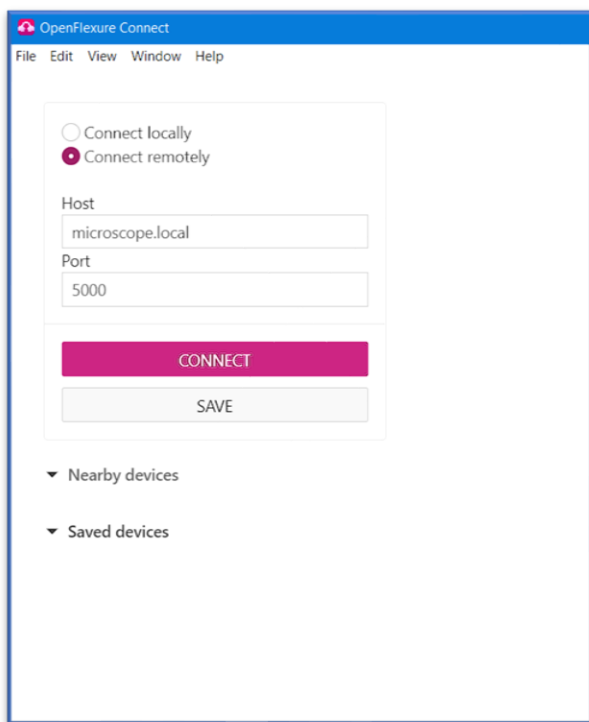 OpenFlexure Connect
File Edit View Window Help
Connect locally
Connect remotely
Host
microscope.local
Port
5000
CONNECT
SAVE
Nearby devices
Saved devices